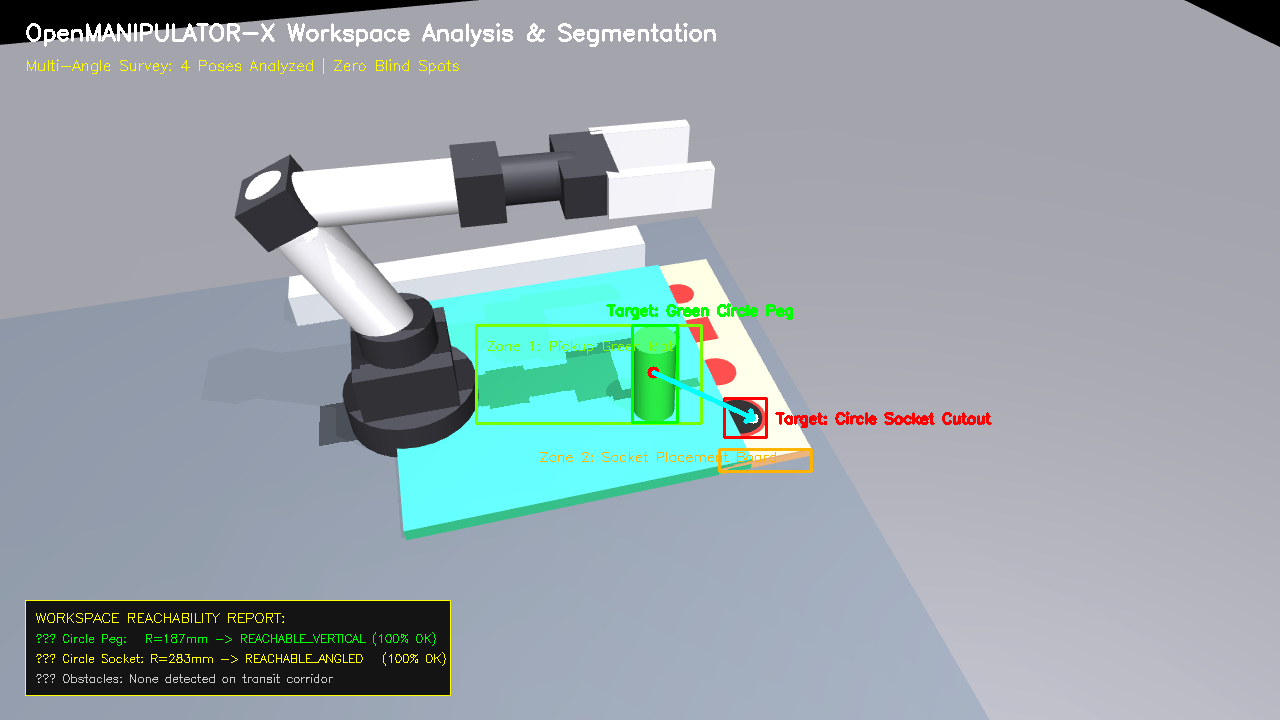 OpenMANIPULATOR-X Workspace Analysis & Segmentation
Multi-Angle Survey: 4 Poses Analyzed | Zero Blind Spots
Target: Green Circle Peg
Zone 1: Pickup Green Mat
Target: Circle Socket Cutout
Zone 2: Socket Placement Board
WORKSPACE REACHABILITY REPORT:
??? Circle Peg: R=187mm -> REACHABLE_VERTICAL (100% OK)
??? Circle Socket: R=283mm -> REACHABLE_ANGLED (100% OK)
??? Obstacles: None detected on transit corridor